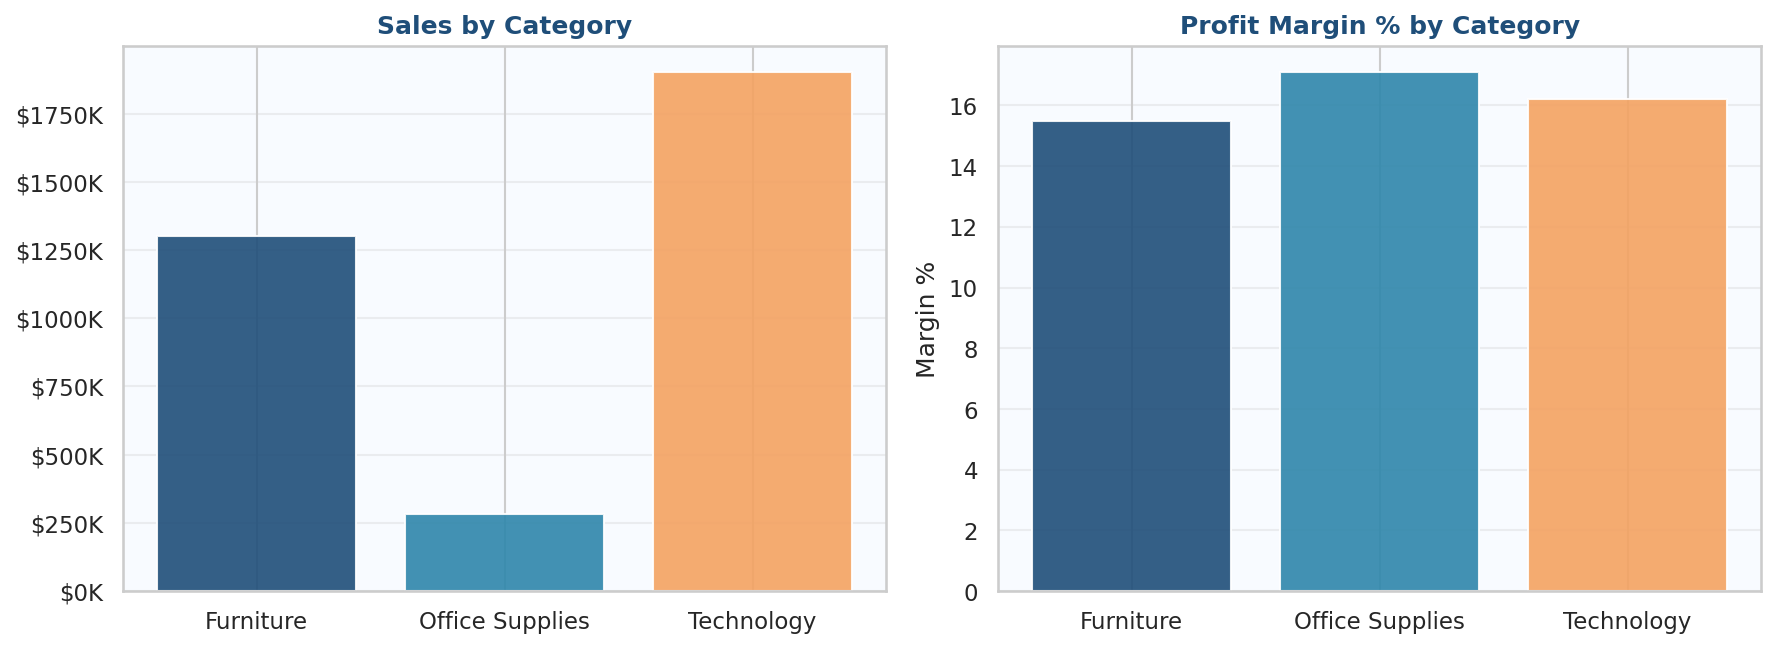 Sales by Category
$1750K
$1500K
$1250K
$1000K
$750K
$500K
$250K
$0K
Furniture
Office Supplies
Technology
Profit Margin % by Category
Margin %
16
14
12
10
8
6
4
2
0
Furniture
Office Supplies
Technology